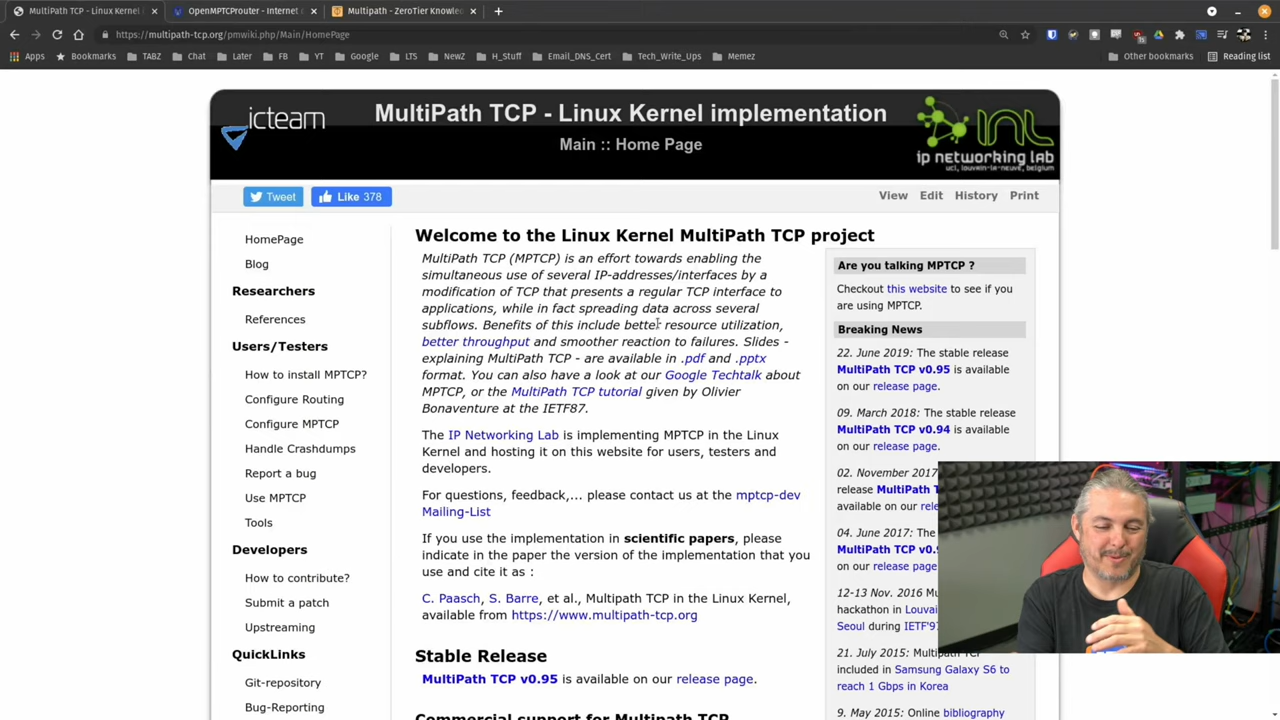 MultiPath TCP - Linux Kernel
OpenMPTCProuter - Internet
Multipath - ZeroTier Knowled
https://multipath-tcp.org/pmwiki.php/Main/HomePage
Apps
Bookmarks
TABZ
Chat
Later
FB
YT
Google
LTS
NewZ
H_Stuff
Email_DNS_Cert
Tech_Write_Ups
Memez
Other bookmarks
Reading list
icteam
MultiPath TCP - Linux Kernel implementation
Main :: Home Page
ip networking lab
ucl, louvain-la-neuve, belgium
Tweet
Like 378
View
Edit
History
Print
HomePage
Blog
Researchers
References
Users/Testers
How to install MPTCP?
Configure Routing
Configure MPTCP
Handle Crashdumps
Report a bug
Use MPTCP
Tools
Developers
How to contribute?
Submit a patch
Upstreaming
QuickLinks
Git-repository
Bug-Reporting
Welcome to the Linux Kernel MultiPath TCP project
MultiPath TCP (MPTCP) is an effort towards enabling the
simultaneous use of several IP-addresses/interfaces by a
modification of TCP that presents a regular TCP interface to
applications, while in fact spreading data across several
subflows. Benefits of this include better resource utilization,
better throughput and smoother reaction to failures. Slides -
explaining MultiPath TCP - are available in .pdf and .pptx
format. You can also have a look at our Google Techtalk about
MPTCP, or the MultiPath TCP tutorial given by Olivier
Bonaventure at the IETF87.
The IP Networking Lab is implementing MPTCP in the Linux
Kernel and hosting it on this website for users, testers and
developers.
For questions, feedback,... please contact us at the mptcp-dev
Mailing-List
If you use the implementation in scientific papers, please
indicate in the paper the version of the implementation that you
use and cite it as :
C. Paasch, S. Barre, et al., Multipath TCP in the Linux Kernel,
available from https://www.multipath-tcp.org
Stable Release
MultiPath TCP v0.95 is available on our release page.
Commercial support for Multipath TCP
Are you talking MPTCP ?
Checkout this website to see if you
are using MPTCP.
Breaking News
22. June 2019: The stable release
MultiPath TCP v0.95 is available
on our release page.
09. March 2018: The stable release
MultiPath TCP v0.94 is available
on our release page.
02. November 2017
release MultiPath T
available on our rele
04. June 2017: The
MultiPath TCP v0.9
on our release page
12-13 Nov. 2016 Mu
hackathon in Louvai
Seoul during IETF'97
21. July 2015: Multipath TCP
included in Samsung Galaxy S6 to
reach 1 Gbps in Korea
9. May 2015: Online bibliography